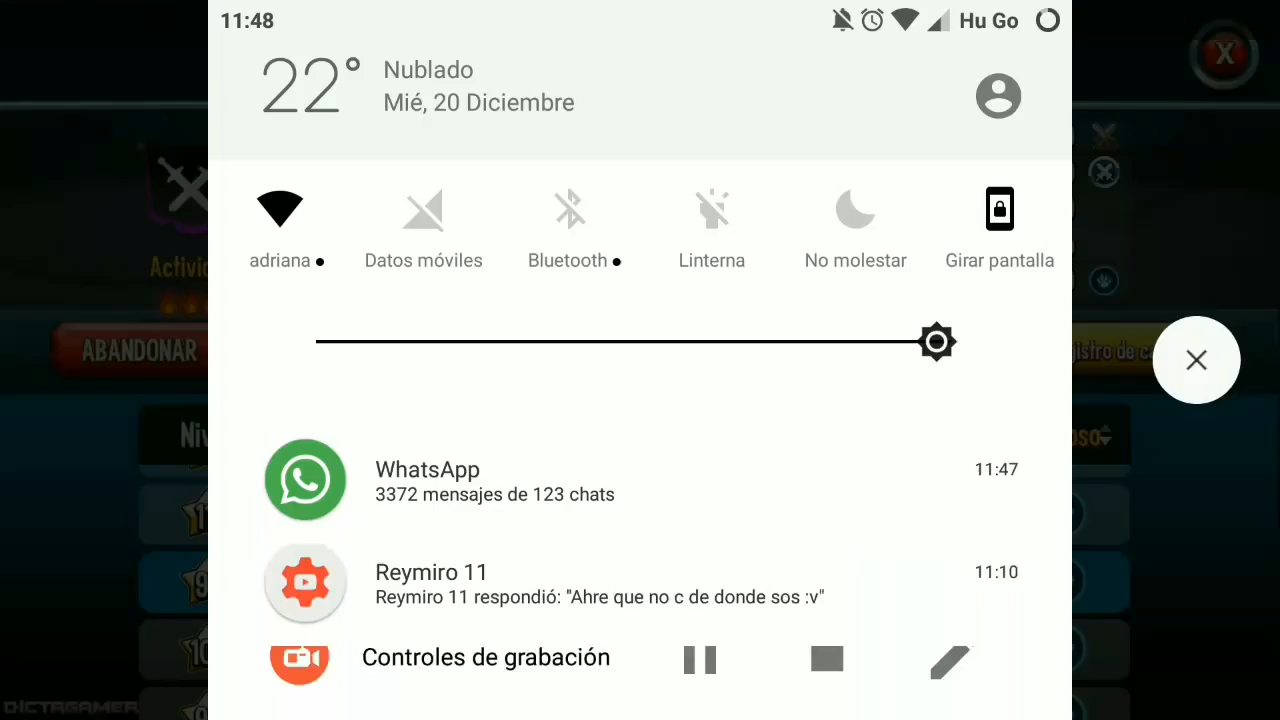 11:48
Hu Go
22°
Nublado
Mié, 20 Diciembre
X
adriana
Datos móviles
Bluetooth
Linterna
No molestar
Girar pantalla
ABANDONAR
WhatsApp
11:47
3372 mensajes de 123 chats
Reymiro 11
11:10
Reymiro 11 respondió: "Ahre que no c de donde sos :v"
Controles de grabación
DICTAGAMER